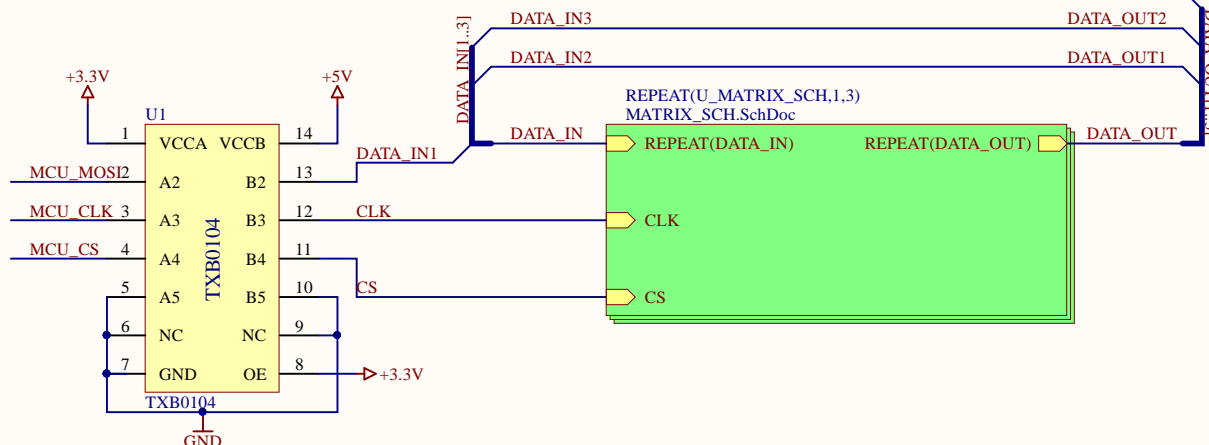 DATA_IN3
DATA_OUT2
DATA_IN[1..3]
DATA_IN2
DATA_OUT1
+3.3V
+5V
REPEAT(U_MATRIX_SCH,1,3)
MATRIX_SCH.SchDoc
U1
1 VCCA VCCB 14
DATA_IN1
DATA_IN
REPEAT(DATA_IN)
REPEAT(DATA_OUT)
DATA_OUT
MCU_MOSI 2 A2 B2 13
MCU_CLK 3 A3 B3 12 CLK
CLK
MCU_CS 4 A4 B4 11
TXB0104
5 A5 B5 10 CS
CS
6 NC NC 9
7 GND OE 8 +3.3V
TXB0104
GND